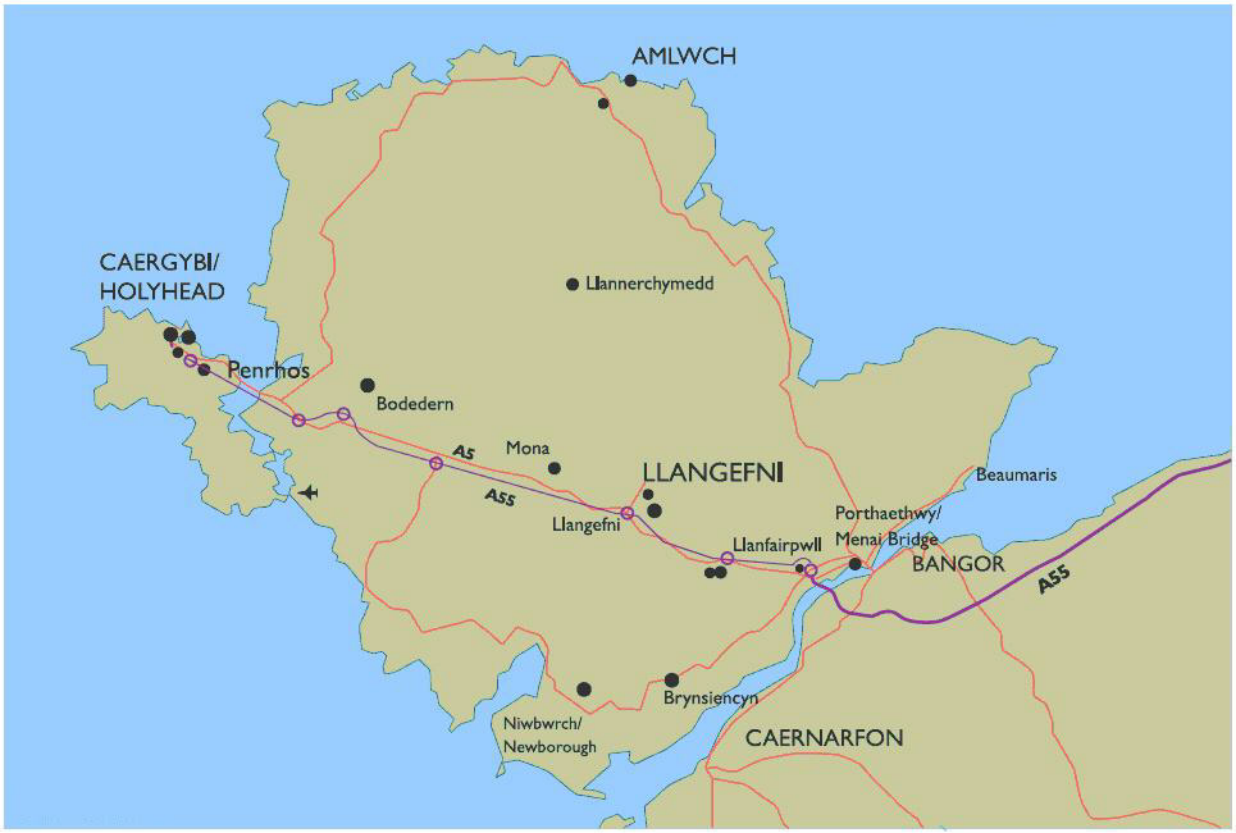 AMLWCH
CAERGYBI/
HOLYHEAD
Llannerchymedd
Penrhos
Bodedern
A5
Mona
LLANGEFNI
A55
Llangefni
Beaumaris
Porthaethwy/
Menai Bridge
Llanfairpwll
BANGOR
A55
Brynsiencyn
Niwbwrch/
Newborough
CAERNARFON